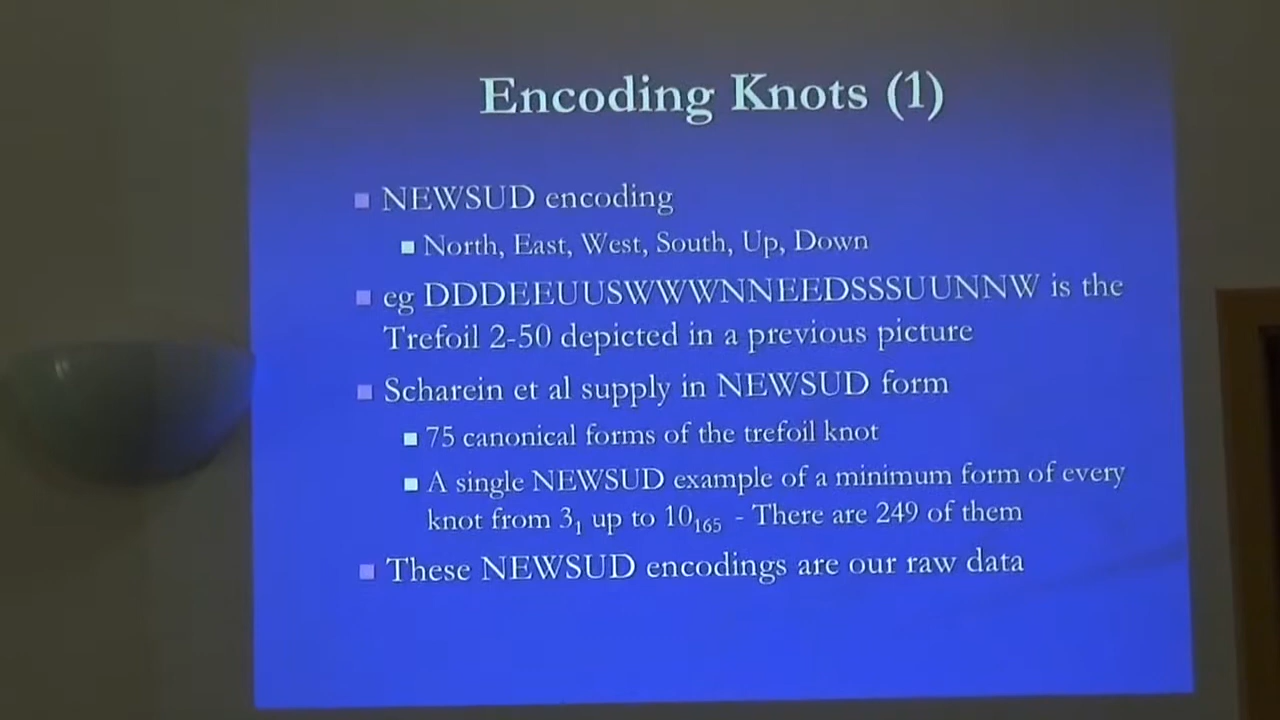 Encoding Knots (1)
NEWSUD encoding
North, East, West, South, Up, Down
eg DDDEEUUSWWWNNEEDSSSUUNNW is the
Trefoil 2-50 depicted in a previous picture
Scharein et al supply in NEWSUD form
75 canonical forms of the trefoil knot
A single NEWSUD example of a minimum form of every
knot from 3₁ up to 10₁₆₅ - There are 249 of them
These NEWSUD encodings are our raw data